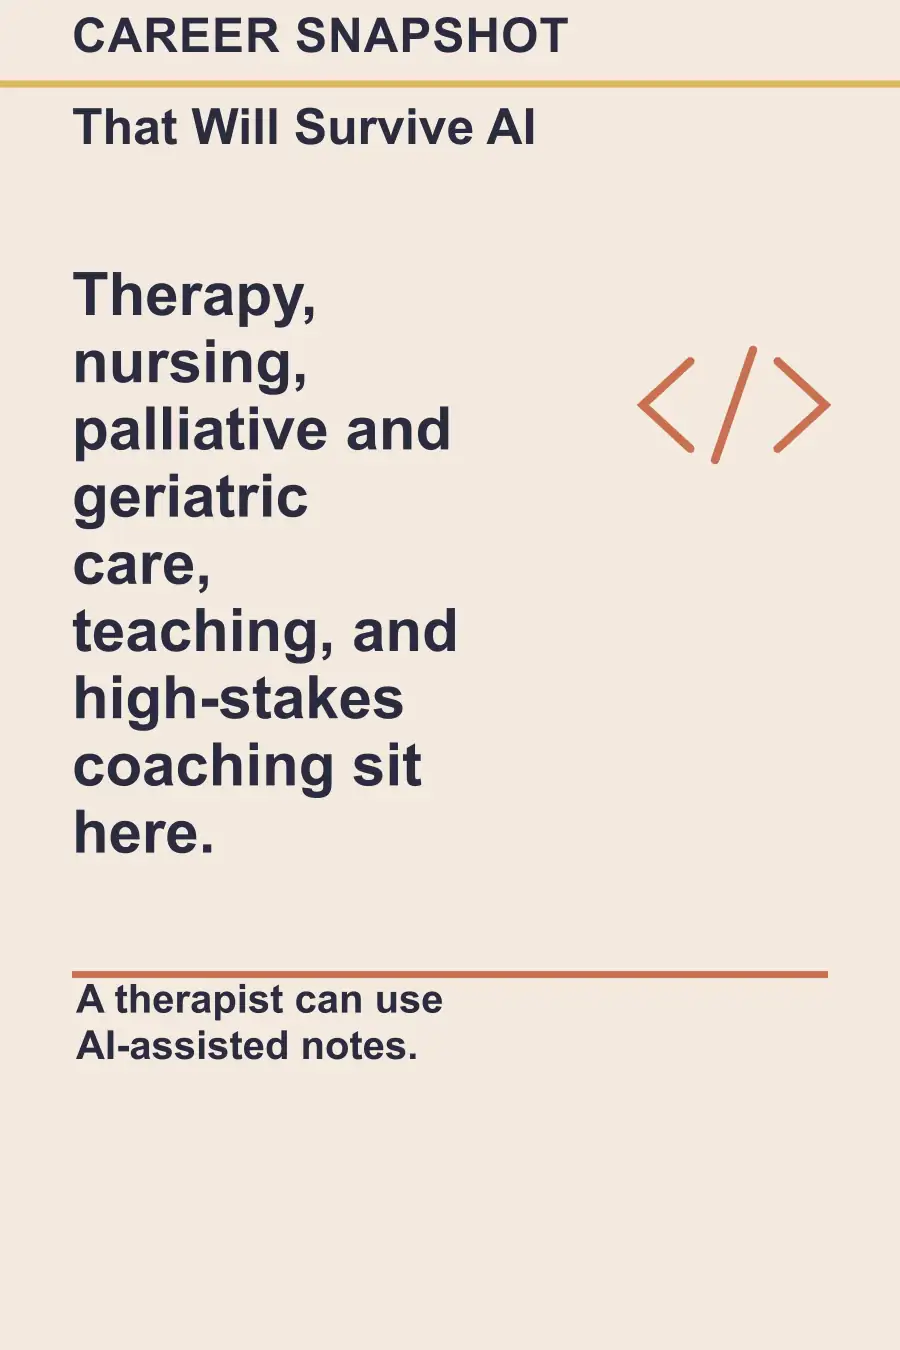 CAREER SNAPSHOT
That Will Survive AI
Therapy,
nursing,
palliative and
geriatric
care,
teaching, and
high-stakes
coaching sit
here.
A therapist can use
AI-assisted notes.